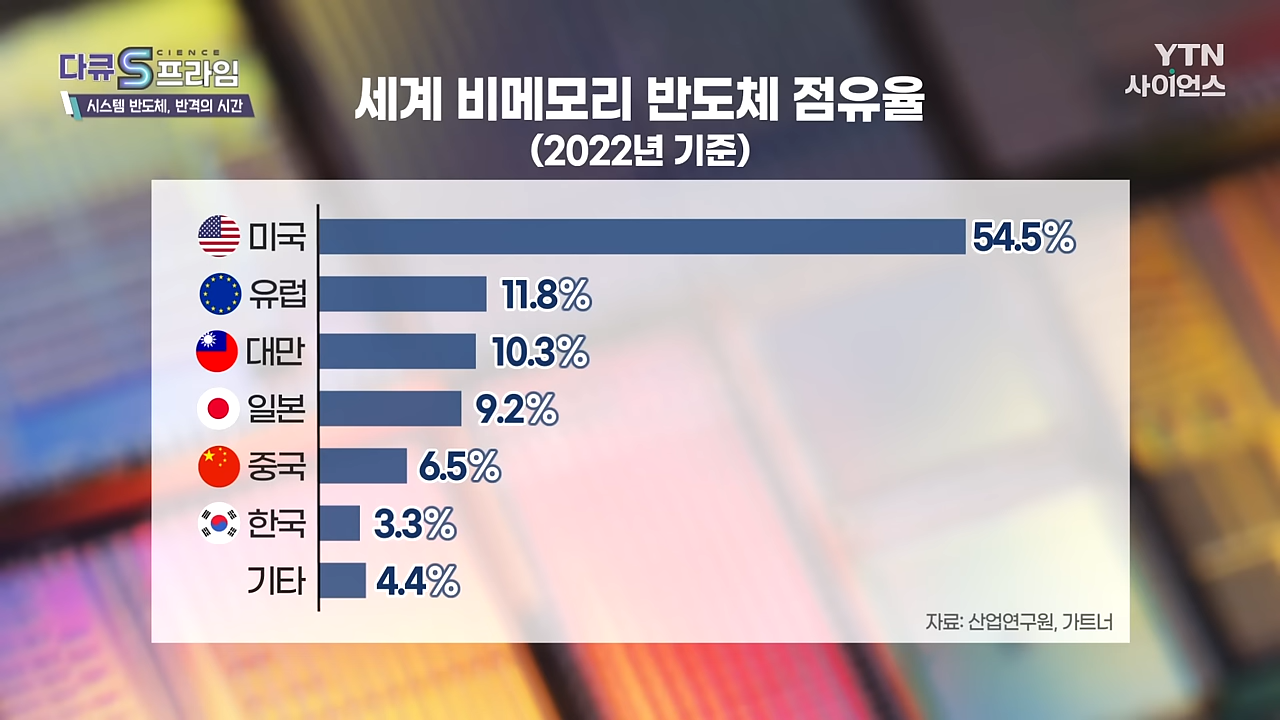 다큐S프라임
CIENCE
시스템 반도체, 반격의 시간
YTN
사이언스
세계 비메모리 반도체 점유율
(2022년 기준)
미국 54.5%
유럽 11.8%
대만 10.3%
일본 9.2%
중국 6.5%
한국 3.3%
기타 4.4%
자료: 산업연구원, 가트너